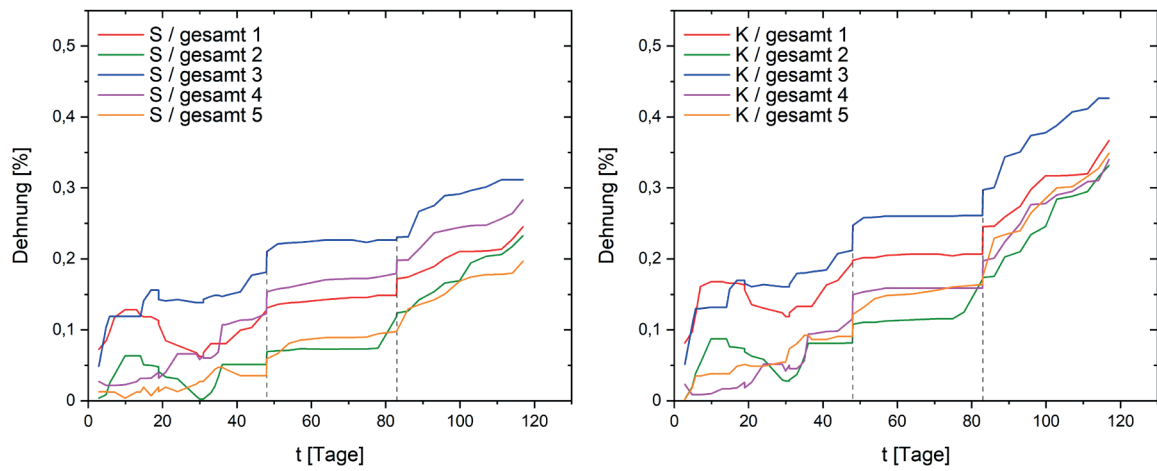 0,5
0,4
0,3
0,2
0,1
0
Dehnung [%]
S / gesamt 1
S / gesamt 2
S / gesamt 3
S / gesamt 4
S / gesamt 5
0 20 40 60 80 100 120
t [Tage]
0,5
0,4
0,3
0,2
0,1
0
Dehnung [%]
K / gesamt 1
K / gesamt 2
K / gesamt 3
K / gesamt 4
K / gesamt 5
0 20 40 60 80 100 120
t [Tage]